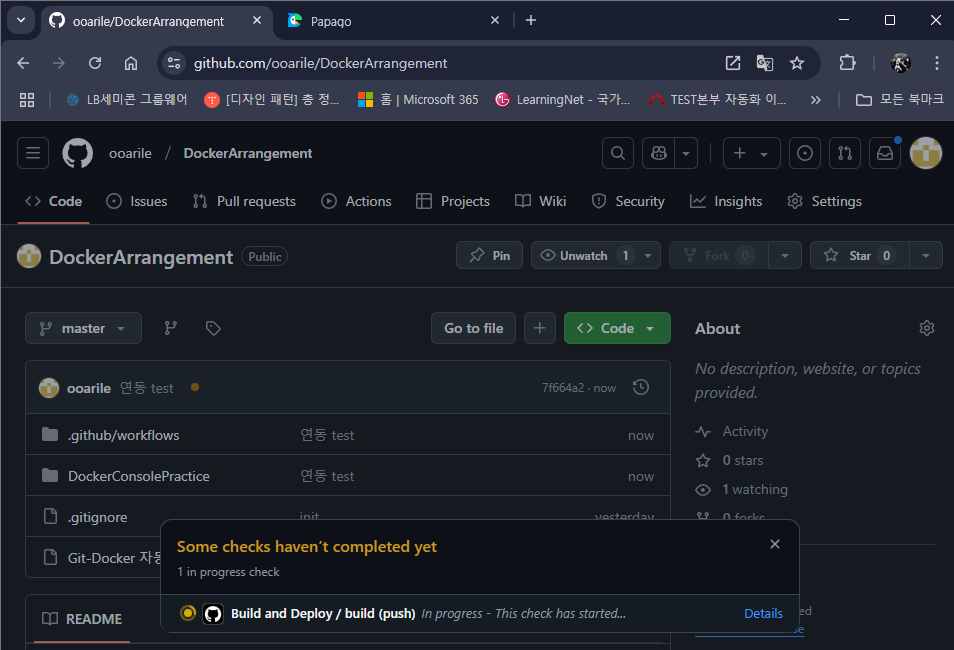 ooarile/DockerArrangement
Papago
github.com/ooarile/DockerArrangement
LB세미콘 그룹웨어
[디자인 패턴] 총 정...
홈 | Microsoft 365
LearningNet - 국가...
TEST본부 자동화 이...
모든 북마크
ooarile / DockerArrangement
Code
Issues
Pull requests
Actions
Projects
Wiki
Security
Insights
Settings
DockerArrangement Public
Pin
Unwatch 1
Fork 0
Star 0
master
Go to file
Code
About
No description, website, or topics
provided.
ooarile 연동 test
7f664a2 · now
.github/workflows 연동 test now
DockerConsolePractice 연동 test now
.gitignore init yesterday
Git-Docker
Activity
0 stars
1 watching
0 forks
Some checks haven't completed yet
1 in progress check
Build and Deploy / build (push) In progress - This check has started... Details
README